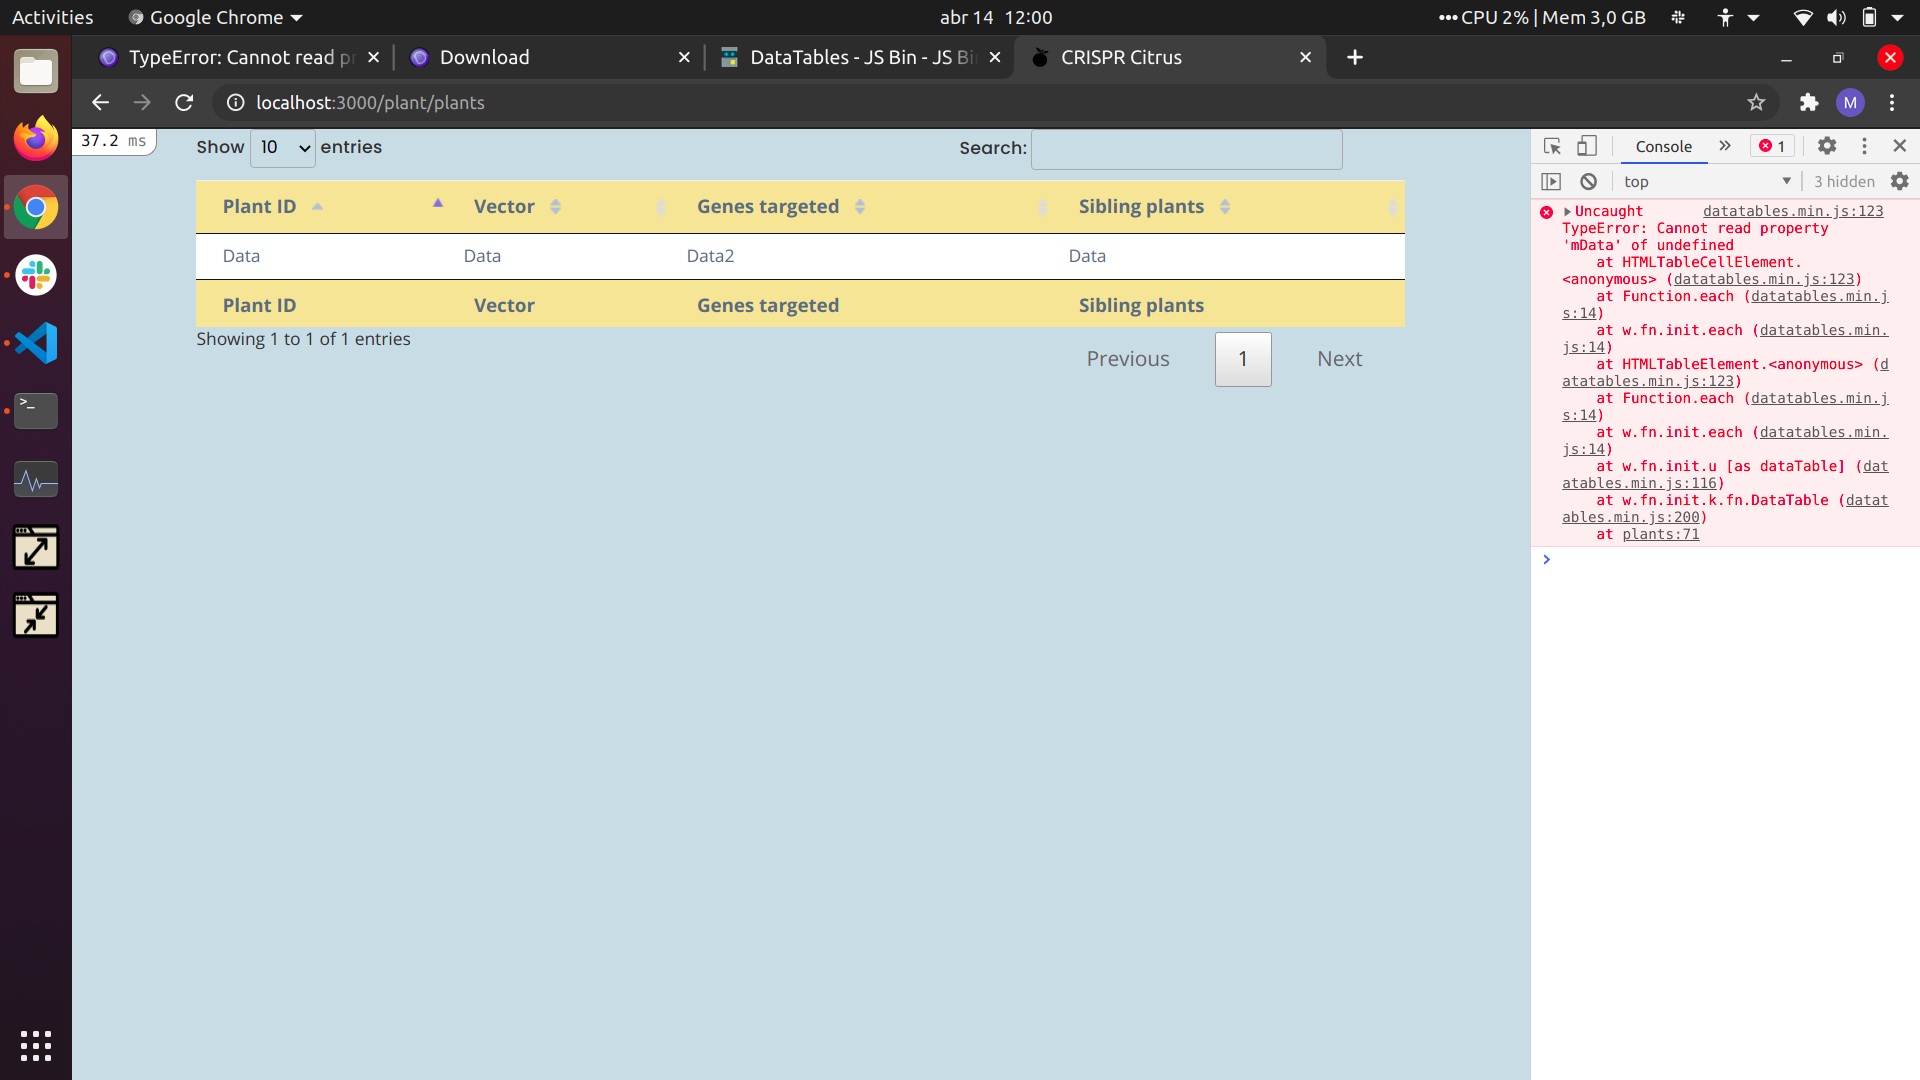 Activities
Google Chrome
abr 14 12:00
CPU 2% | Mem 3,0 GB
TypeError: Cannot read pr
Download
DataTables - JS Bin - JS Bi
CRISPR Citrus
localhost:3000/plant/plants
M
37.2 ms
Show 10 entries
Search:
Plant ID Vector Genes targeted Sibling plants
Data Data Data2 Data
Plant ID Vector Genes targeted Sibling plants
Showing 1 to 1 of 1 entries
Previous 1 Next
Console » 1
top 3 hidden
Uncaught datatables.min.js:123
TypeError: Cannot read property
'mData' of undefined
at HTMLTableCellElement.
<anonymous> (datatables.min.js:123)
at Function.each (datatables.min.j
s:14)
at w.fn.init.each (datatables.min.
js:14)
at HTMLTableElement.<anonymous> (d
atatables.min.js:123)
at Function.each (datatables.min.j
s:14)
at w.fn.init.each (datatables.min.
js:14)
at w.fn.init.u [as dataTable] (dat
atables.min.js:116)
at w.fn.init.k.fn.DataTable (datat
ables.min.js:200)
at plants:71